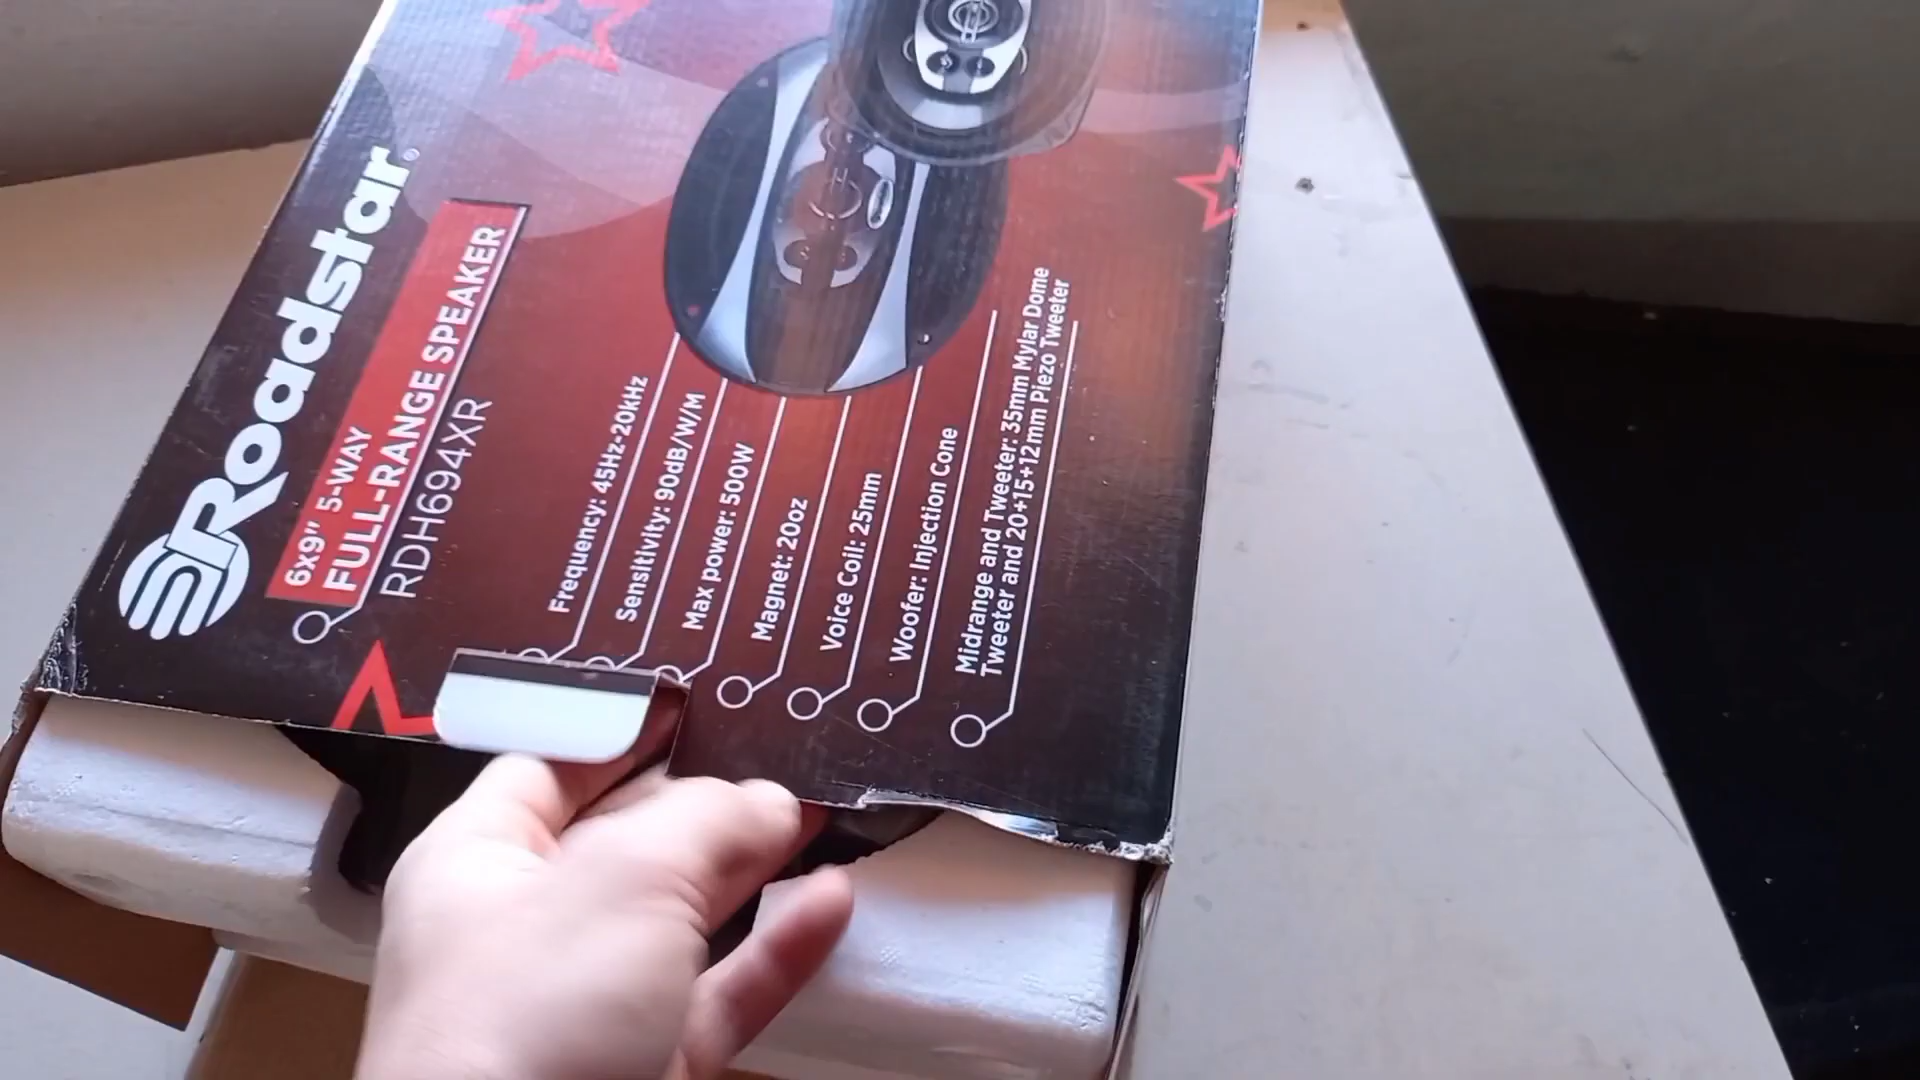 Roadstar
6x9" 5-WAY
FULL-RANGE SPEAKER
RDH694XR
Frequency: 45Hz-20kHz
Sensitivity: 90dB/W/M
Max power: 500W
Magnet: 20oz
Voice Coil: 25mm
Woofer: Injection Cone
Midrange and Tweeter: 35mm Mylar Dome
Tweeter and 20+15+12mm Piezo Tweeter